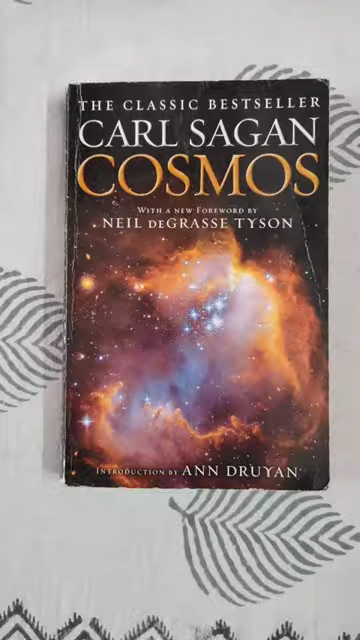 THE CLASSIC BESTSELLER
CARL SAGAN
COSMOS
WITH A NEW FOREWORD BY
NEIL DEGRASSE TYSON
INTRODUCTION BY ANN DRUYAN